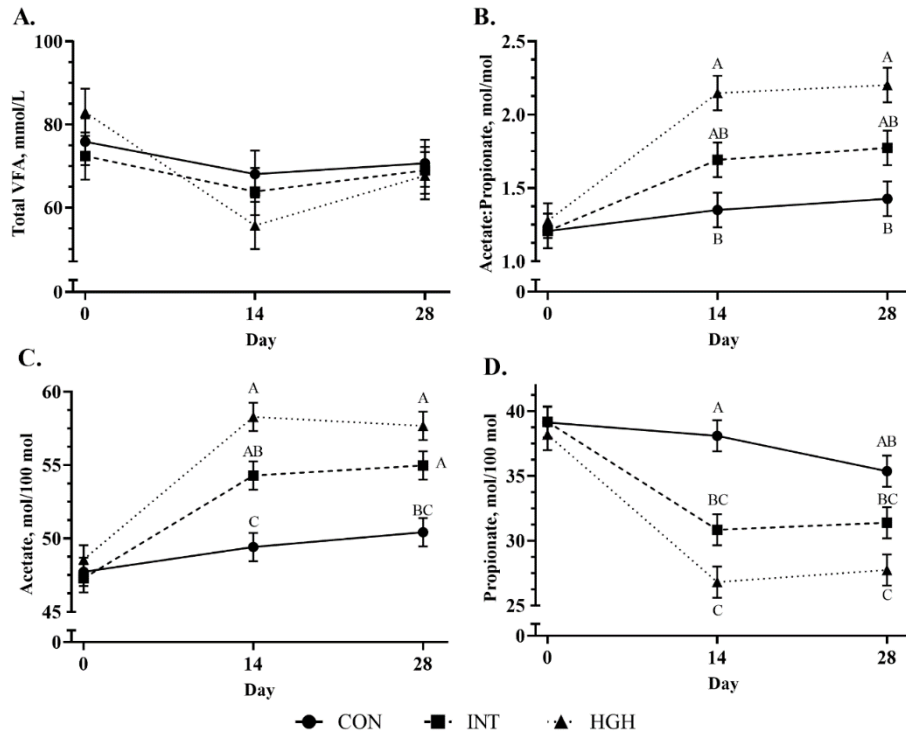 A.
Total VFA, mmol/L
100
80
60
0
0 14 28
Day
B.
Acetate:Propionate, mol/mol
2.5
2.0
1.5
1.0
0
A A
AB AB
B B
0 14 28
Day
C.
Acetate, mol/100 mol
60
55
50
45
0
A A
AB A
C BC
0 14 28
Day
D.
Propionate, mol/100 mol
40
35
30
25
0
A AB
BC BC
C C
0 14 28
Day
CON INT HGH